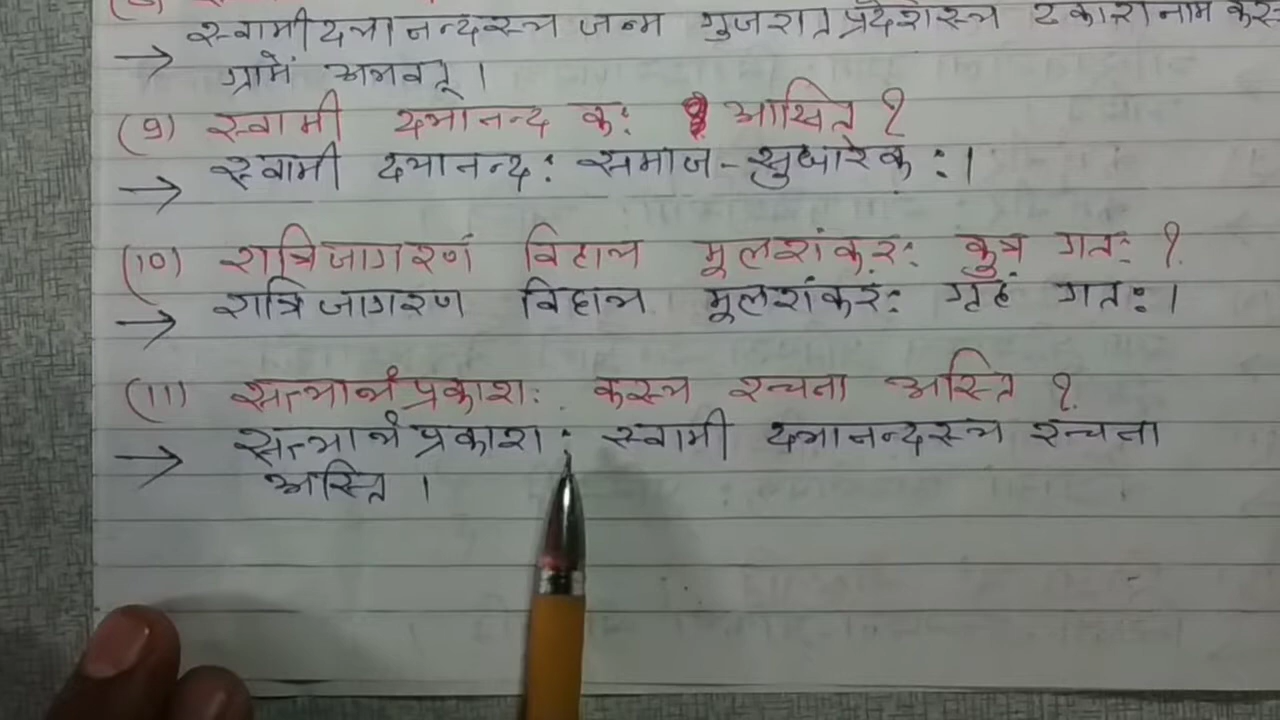 → स्वामीदयानन्दस्य जन्म गुजरात प्रदेशस्य टंकारानामकस्
ग्रामे अभवत् ।
(9) स्वामी दयानन्द कः आसित ?
→ स्वामी दयानन्दः समाज-सुधारकः ।
(10) रात्रिजागरणं विहाय मूलशंकरः कुत्र गतः ?
→ रात्रिजागरण विहाय मूलशंकरः गृहं गतः ।
(11) सत्यार्थप्रकाशः कस्य रचना अस्ति ?
→ सत्यार्थप्रकाशः स्वामी दयानन्दस्य रचना
अस्ति ।